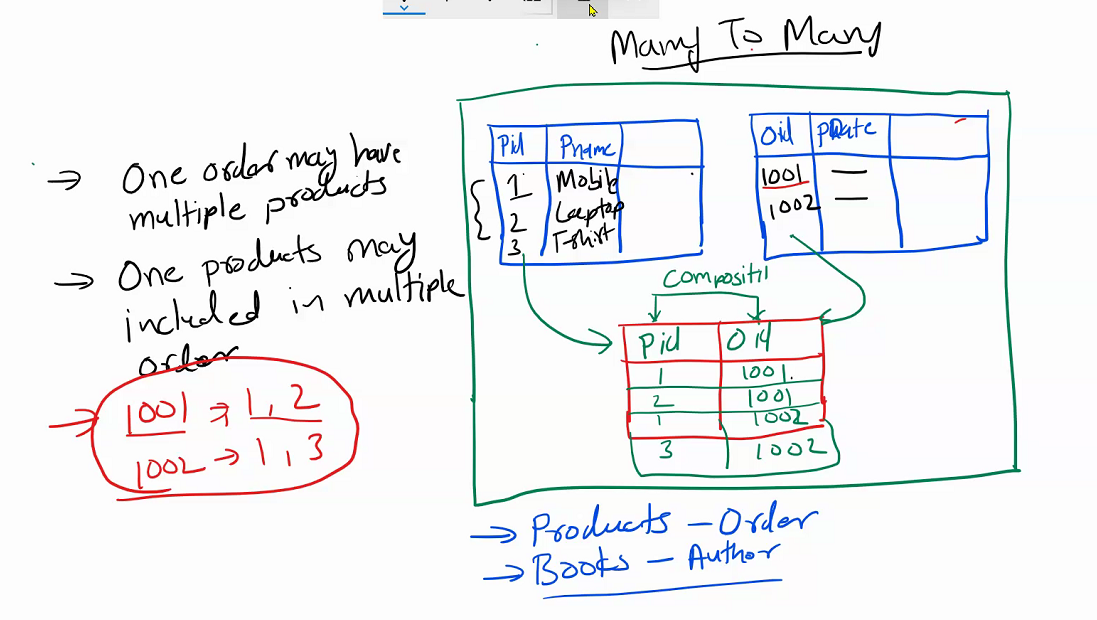 Many To Many
→ One order may have
multiple products
→ One products may
included in multiple
order
→ 1001 → 1, 2
1002 → 1, 3
Pid Pname
1 Mobile
2 Laptop
3 T-shirt
Oid pDate
1001 —
1002 —
Compositil
Pid Oid
1 1001
2 1001
1 1002
3 1002
→ Products – Order
→ Books – Author